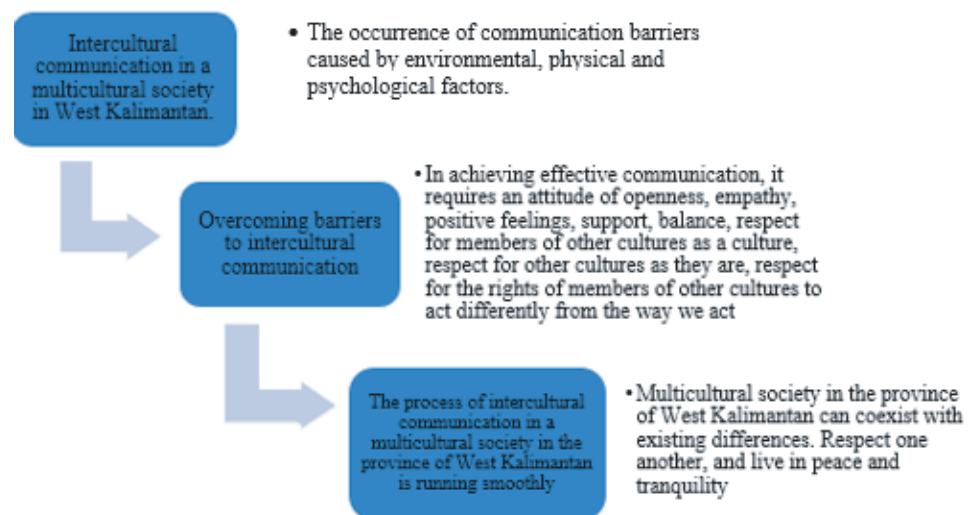 Intercultural
communication in a
multicultural society
in West Kalimantan.
• The occurrence of communication barriers
caused by environmental, physical and
psychological factors.
Overcoming barriers
to intercultural
communication
• In achieving effective communication, it
requires an attitude of openness, empathy,
positive feelings, support, balance, respect
for members of other cultures as a culture,
respect for other cultures as they are, respect
for the rights of members of other cultures to
act differently from the way we act
The process of intercultural
communication in a
multicultural society in the
province of West Kalimantan
is running smoothly
• Multicultural society in the province
of West Kalimantan can coexist with
existing differences. Respect one
another, and live in peace and
tranquility